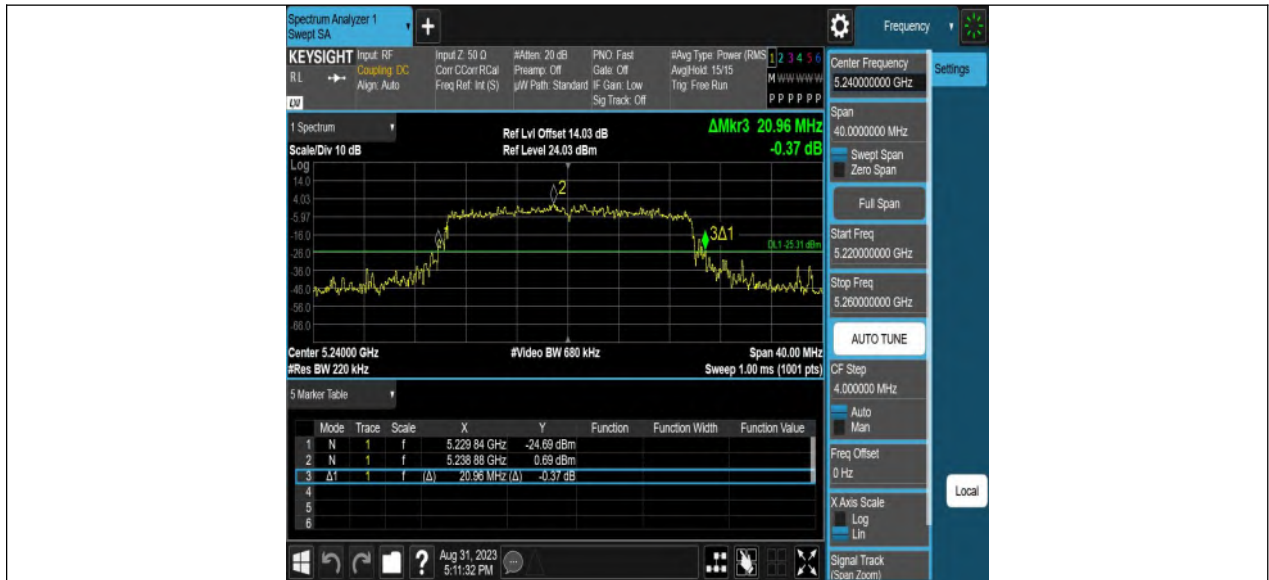 Spectrum Analyzer 1
Swept SA
+
Frequency
KEYSIGHT Input: RF Input Z: 50 Ω #Atten: 20 dB PNO: Fast #Avg Type: Power (RMS 1 2 3 4 5 6
RL Coupling: DC Corr CCorr RCal Preamp: Off Gate: Off Avg|Hold: 15/15 M W W W W W
Align: Auto Freq Ref: Int (S) µW Path: Standard IF Gain: Low Trig: Free Run
Sig Track: Off P P P P P P
LXI
Center Frequency
5.240000000 GHz
Settings
Span
40.0000000 MHz
Swept Span
Zero Span
Full Span
Start Freq
5.220000000 GHz
Stop Freq
5.260000000 GHz
AUTO TUNE
CF Step
4.000000 MHz
Auto
Man
Freq Offset
0 Hz
X Axis Scale
Log
Lin
Signal Track
(Span Zoom)
Local
1 Spectrum
Ref Lvl Offset 14.03 dB ΔMkr3 20.96 MHz
Scale/Div 10 dB Ref Level 24.03 dBm -0.37 dB
Log
14.0
4.03
-5.97
-16.0
-26.0
-36.0
-46.0
-56.0
-66.0
2
3Δ1
DL1 -25.31 dBm
Center 5.24000 GHz #Video BW 680 kHz Span 40.00 MHz
#Res BW 220 kHz Sweep 1.00 ms (1001 pts)
5 Marker Table
Mode Trace Scale X Y Function Function Width Function Value
1 N 1 f 5.229 84 GHz -24.69 dBm
2 N 1 f 5.238 88 GHz 0.69 dBm
3 Δ1 1 f (Δ) 20.96 MHz (Δ) -0.37 dB
4
5
6
?
Aug 31, 2023
5:11:32 PM